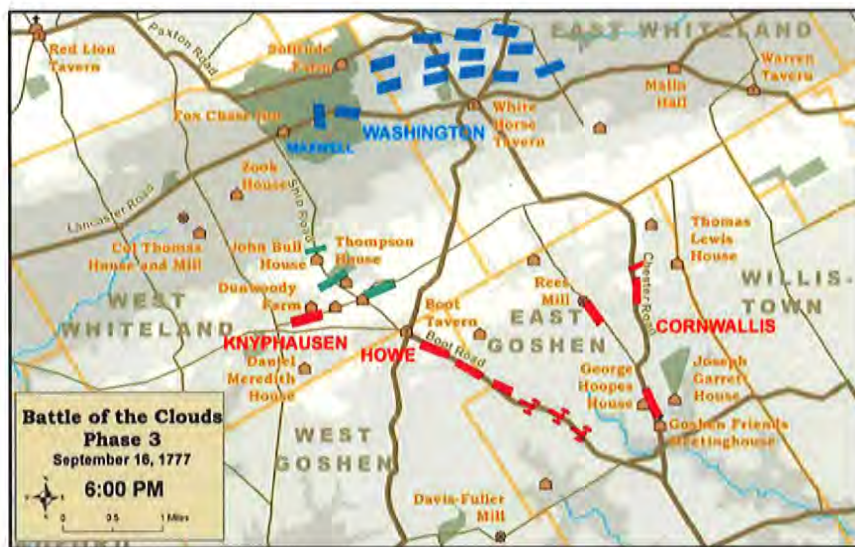 Red Lion
Tavern
Paxton Road
Solitude
Farm
EAST WHITELAND
Warren
Tavern
Malin
Hall
Fox Chase Inn
MAXWELL
WASHINGTON
White
Horse
Tavern
Zook
House
Lancaster Road
Ship Road
Col Thomas
House and Mill
John Bull
House
Thompson
House
Thomas
Lewis
House
Chester Road
WEST
WHITELAND
Dunwoody
Farm
KNYPHAUSEN
Boot
Tavern
HOWE
Boot Road
Rees
Mill
EAST
GOSHEN
CORNWALLIS
WILLIS-
TOWN
Daniel
Meredith
House
George
Hoopes
House
Joseph
Garret
House
Goshen Friends
Meetinghouse
WEST
GOSHEN
Davis-Fuller
Mill
Battle of the Clouds
Phase 3
September 16, 1777
6:00 PM
0 0.5 1 Miles